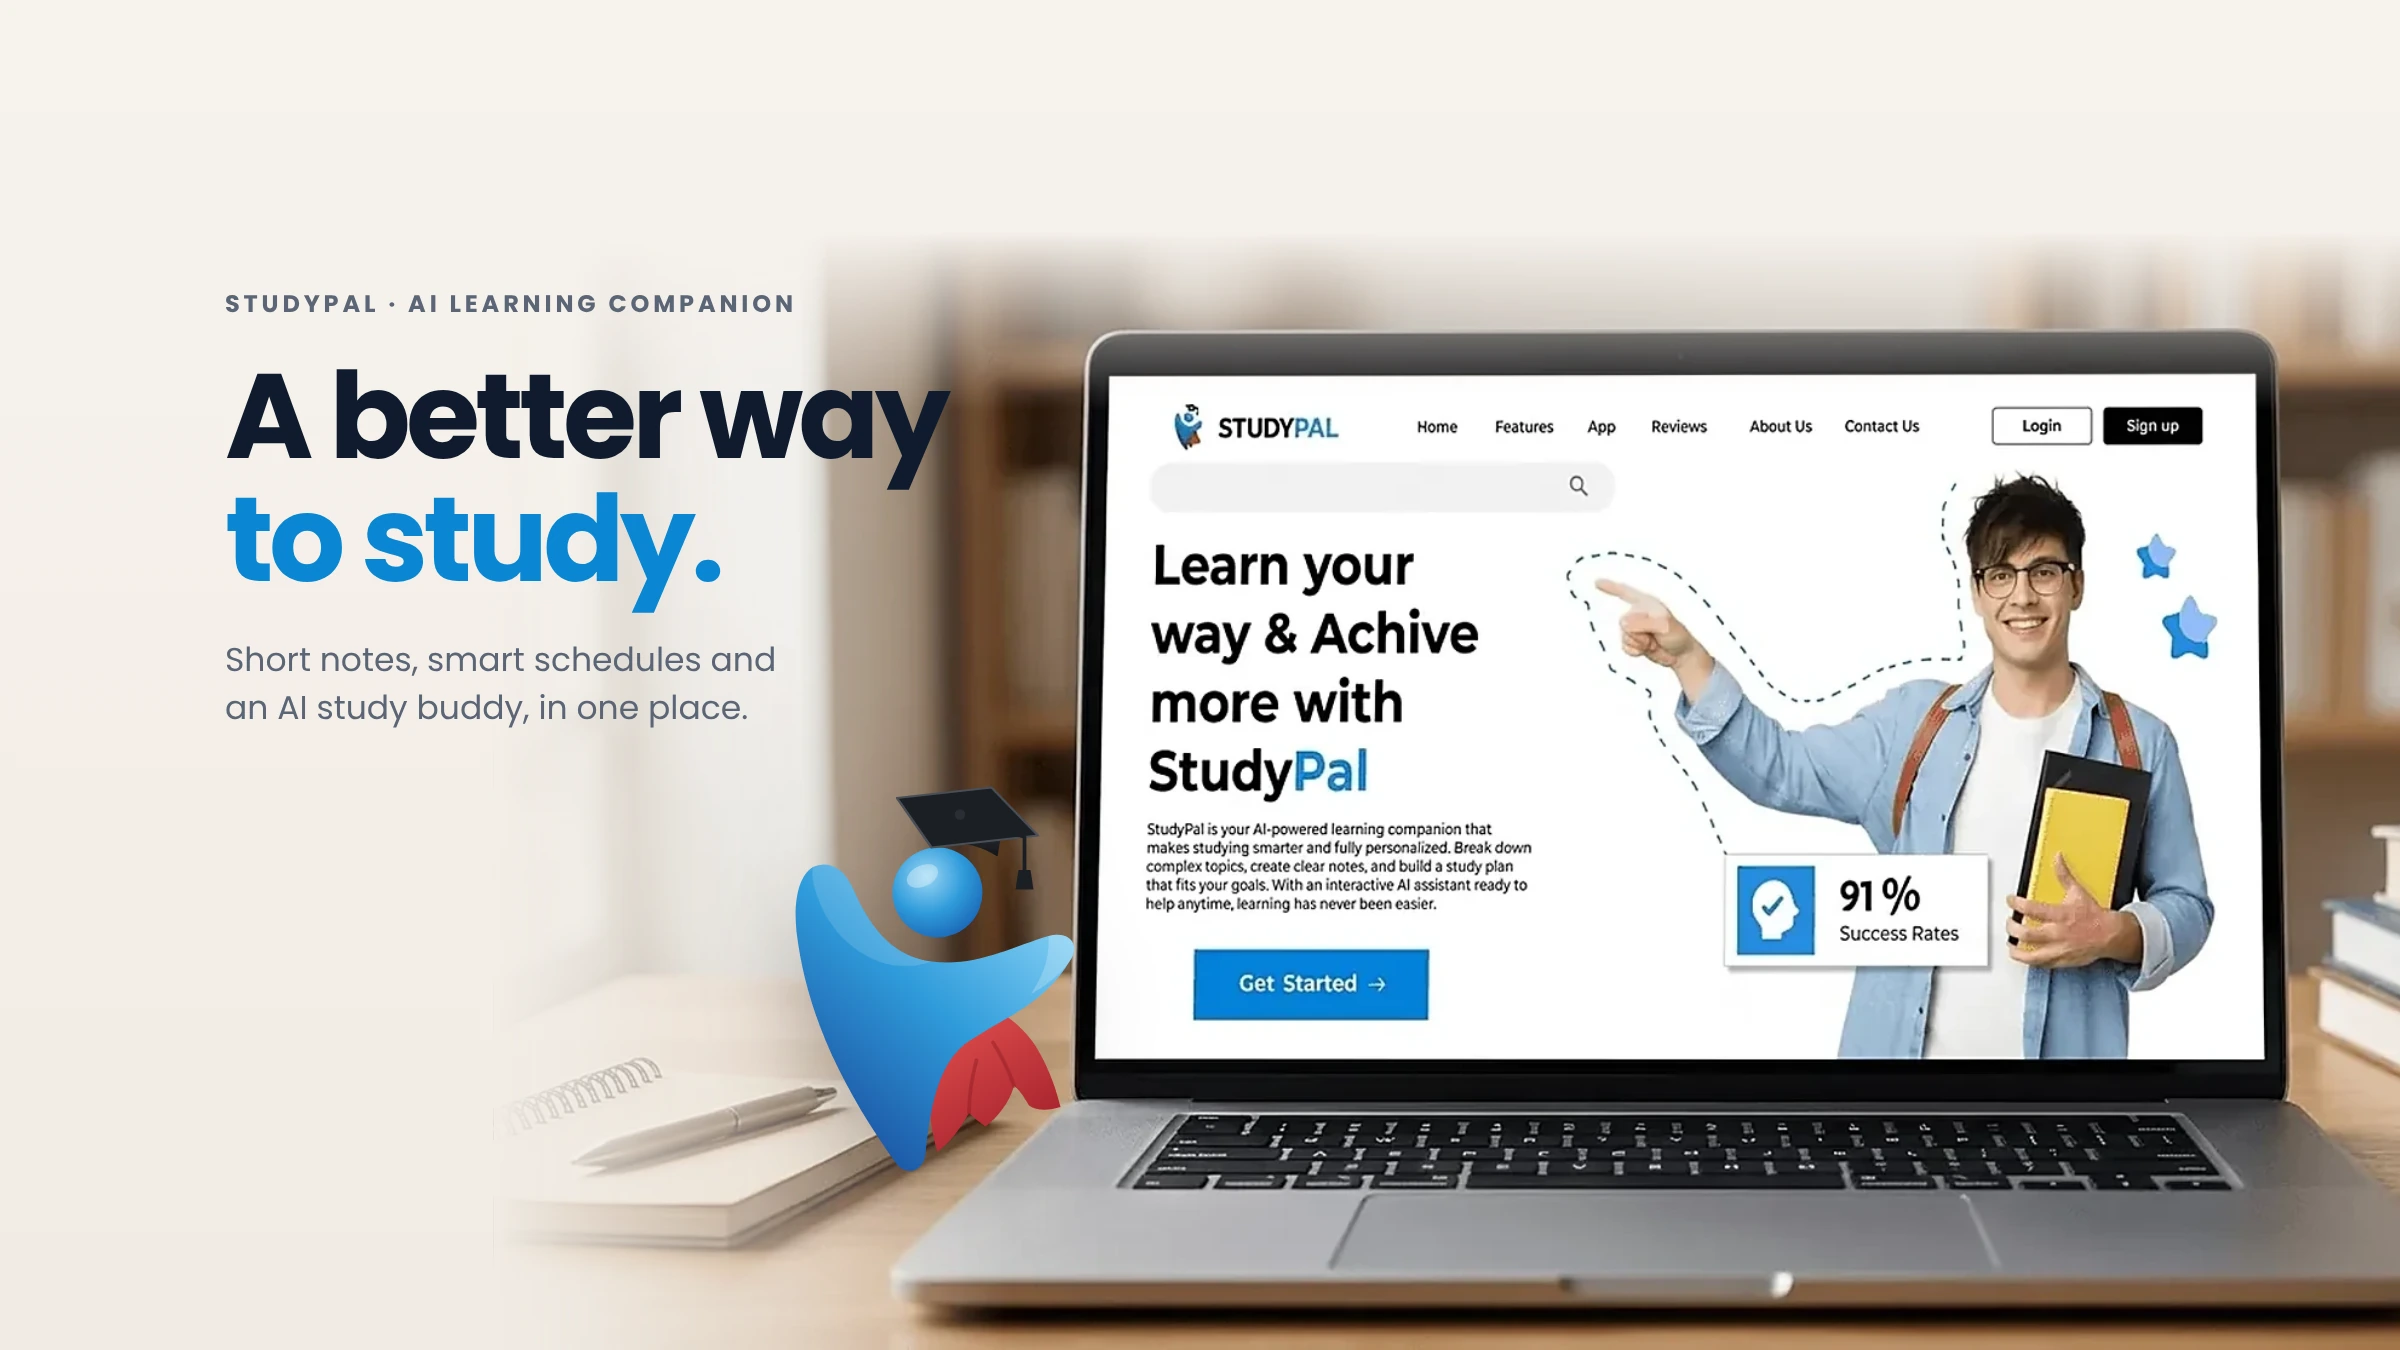 STUDYPAL · AI LEARNING COMPANION
A better way
to study.
Short notes, smart schedules and
an AI study buddy, in one place.
STUDYPAL
Home Features App Reviews About Us Contact Us Login Sign up
Learn your
way & Achive
more with
StudyPal
StudyPal is your AI-powered learning companion that
makes studying smarter and fully personalized. Break down
complex topics, create clear notes, and build a study plan
that fits your goals. With an interactive AI assistant ready to
help anytime, learning has never been easier.
91 %
Success Rates
Get Started →